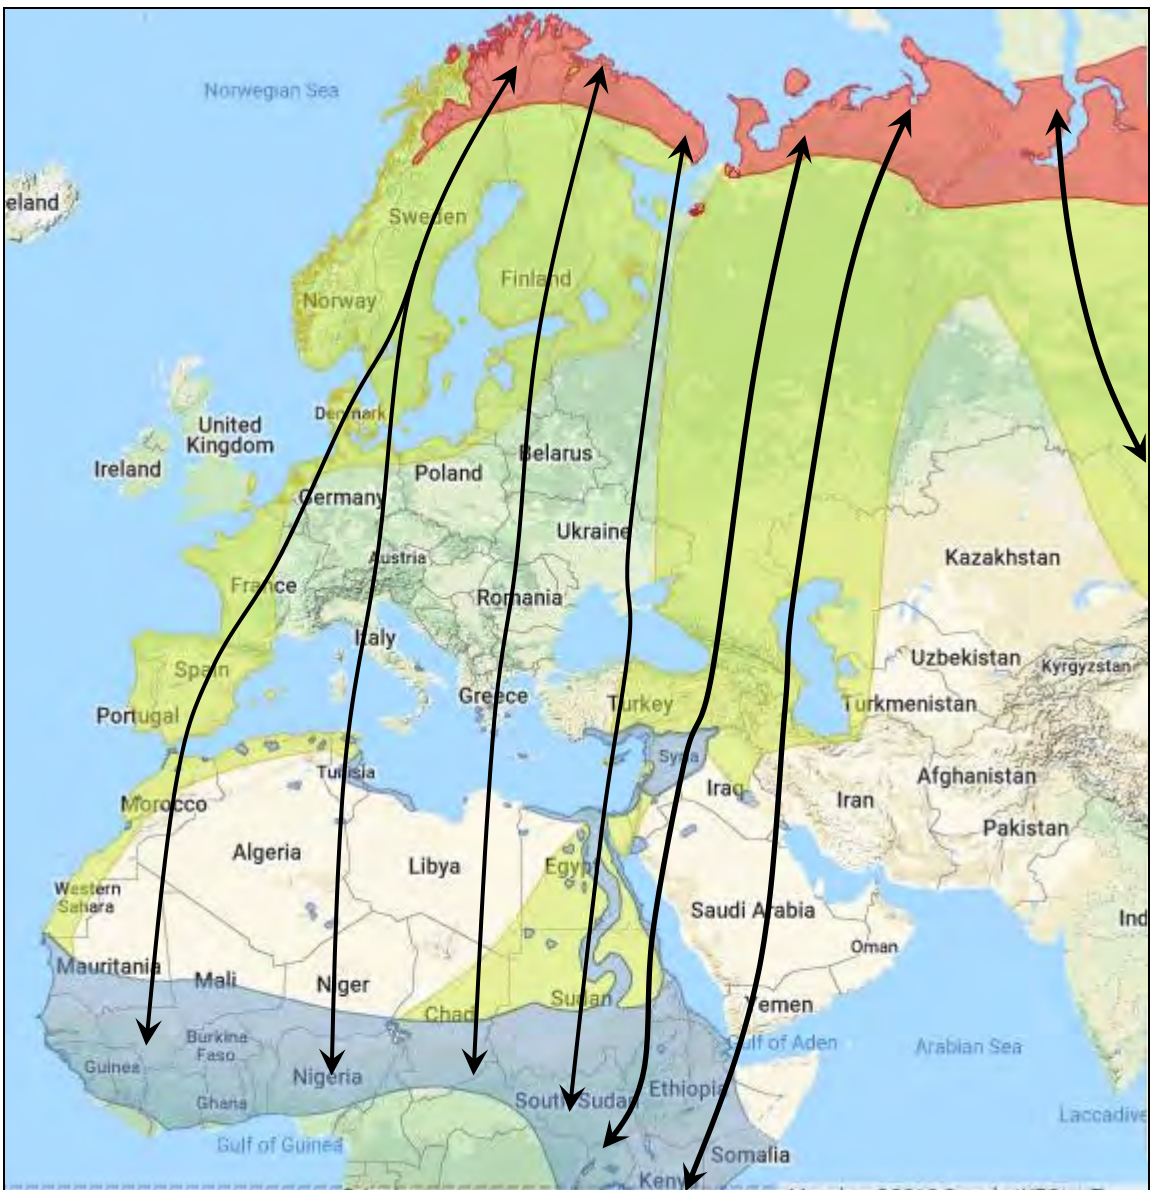 Norwegian Sea
eland
Sweden
Finland
Norway
Denmark
United
Kingdom
Ireland
Belarus
Poland
Germany
Ukraine
Austria
Kazakhstan
France
Romania
Italy
Uzbekistan
Kyrgyzstan
Spain
Greece
Turkey
Turkmenistan
Portugal
Syria
Tunisia
Afghanistan
Iraq
Iran
Morocco
Pakistan
Algeria
Libya
Egypt
Western
Sahara
Saudi Arabia
Ind
Oman
Mauritania
Mali
Niger
Sudan
Yemen
Chad
Burkina
Faso
Gulf of Aden
Arabian Sea
Guinea
Nigeria
Ethiopia
Ghana
South Sudan
Laccadive
Gulf of Guinea
Somalia
Keny